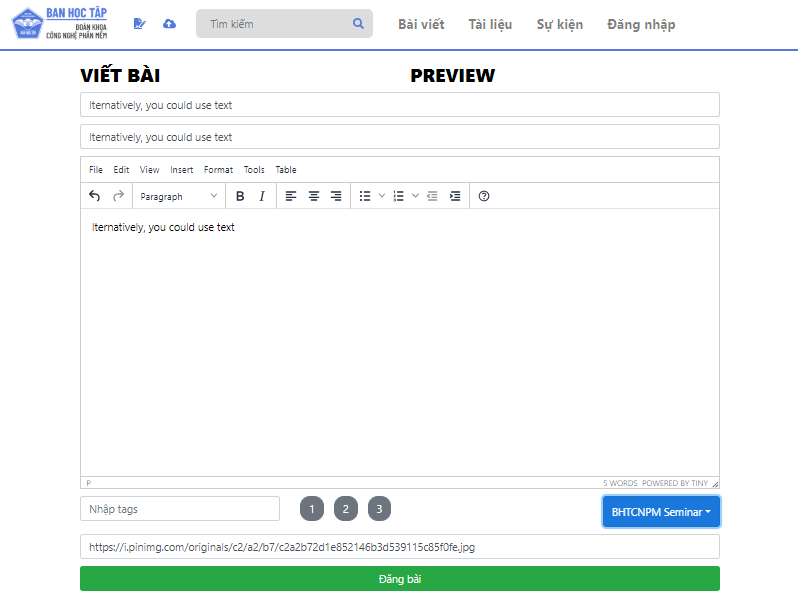 BAN HỌC TẬP
ĐOÀN KHOA
CÔNG NGHỆ PHẦN MỀM
Tìm kiếm
Bài viết Tài liệu Sự kiện Đăng nhập
VIẾT BÀI PREVIEW
Iternatively, you could use text
Iternatively, you could use text
File Edit View Insert Format Tools Table
Paragraph B I
Iternatively, you could use text
P 5 WORDS POWERED BY TINY
Nhập tags 1 2 3 BHTCNPM Seminar
https://i.pinimg.com/originals/c2/a2/b7/c2a2b72d1e852146b3d539115c85f0fe.jpg
Đăng bài